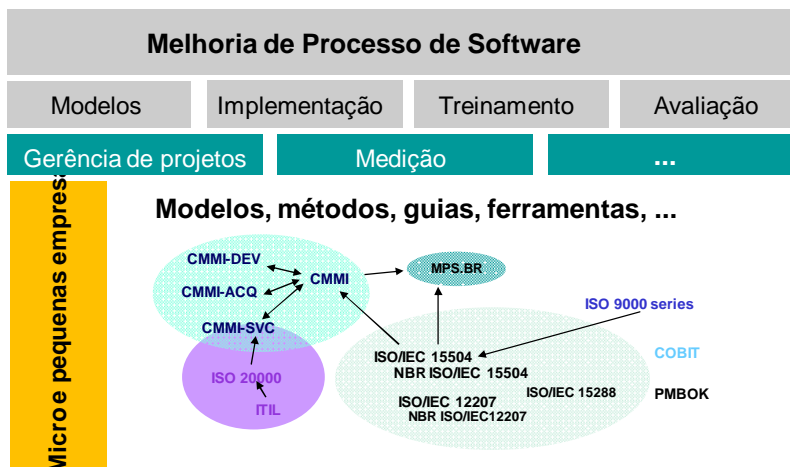 Melhoria de Processo de Software
Modelos
Implementação
Treinamento
Avaliação
Gerência de projetos
Medição
...
Micro e pequenas empres
Modelos, métodos, guias, ferramentas, ...
CMMI-DEV
CMMI
CMMI-ACQ
CMMI-SVC
MPS.BR
ISO 9000 series
ISO/IEC 15504
NBR ISO/IEC 15504
COBIT
ISO 20000
ISO/IEC 15288
PMBOK
ISO/IEC 12207
NBR ISO/IEC12207
ITIL